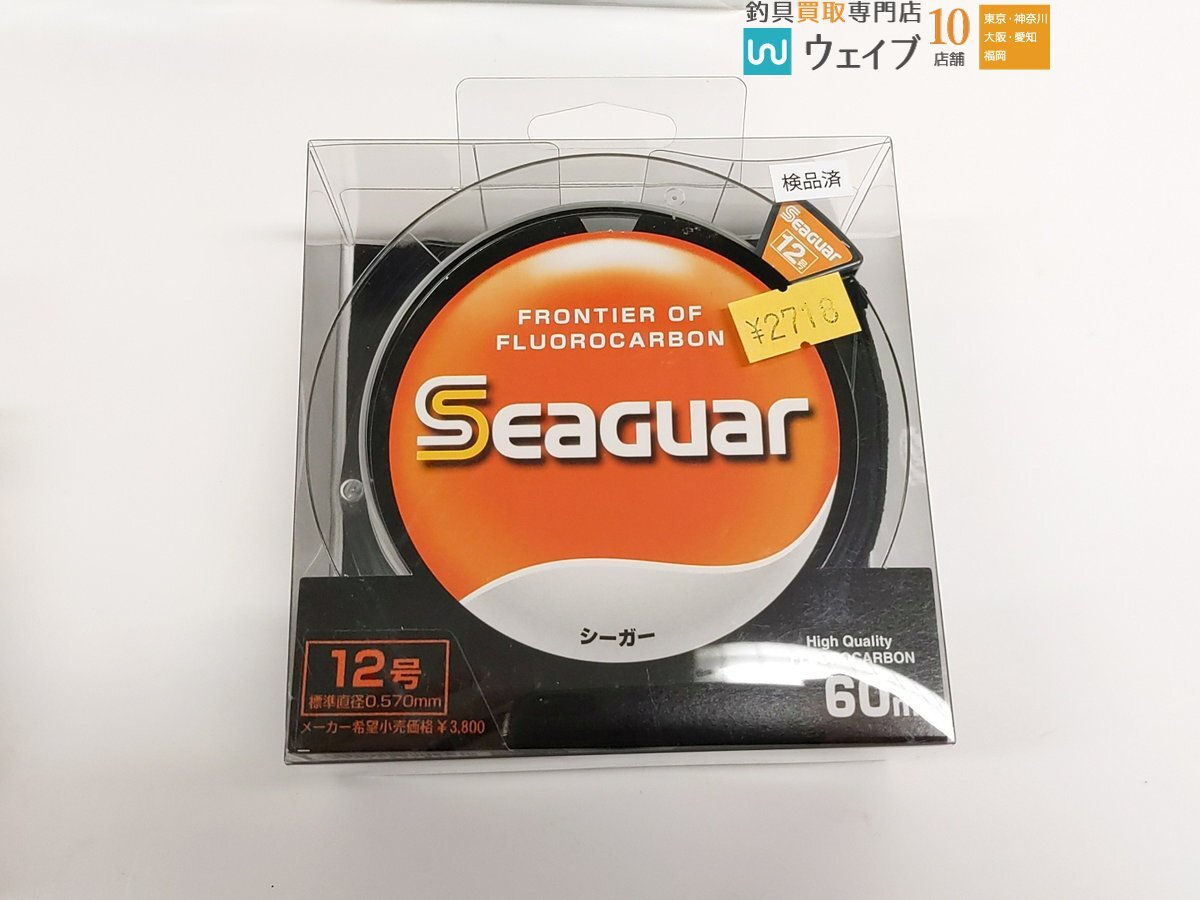 釣具買取専門店
ウェイブ
10
店舗
東京・神奈川
大阪・愛知
福岡
検品済
SEAGUAR
12号
¥2718
FRONTIER OF
FLUOROCARBON
SEAGUAR
シーガー
12号
標準直径0.570mm
メーカー希望小売価格¥3,800
High Quality
FLUOROCARBON
60m